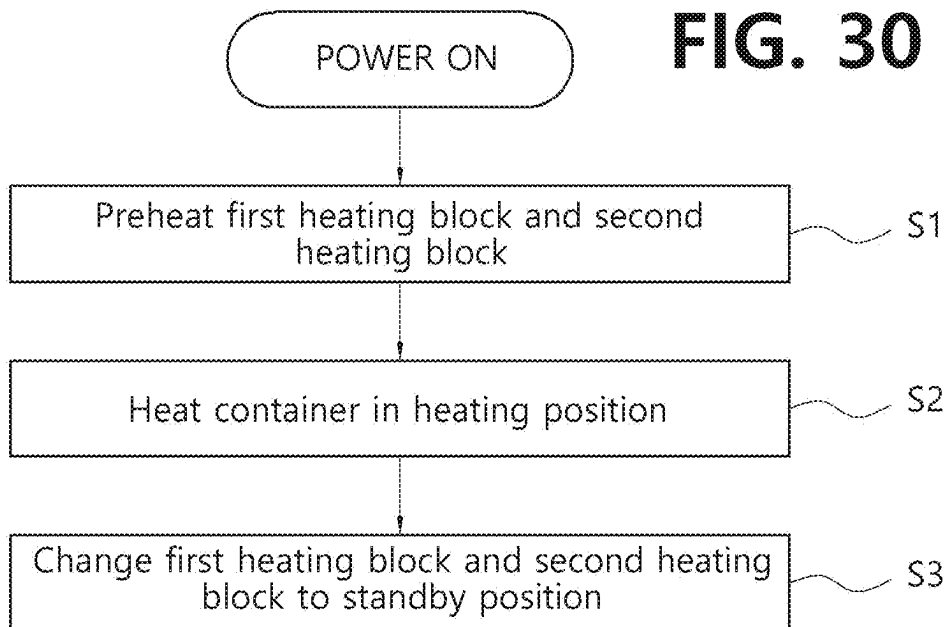 FIG. 30
POWER ON
Preheat first heating block and second
heating block
S1
Heat container in heating position
S2
Change first heating block and second heating
block to standby position
S3